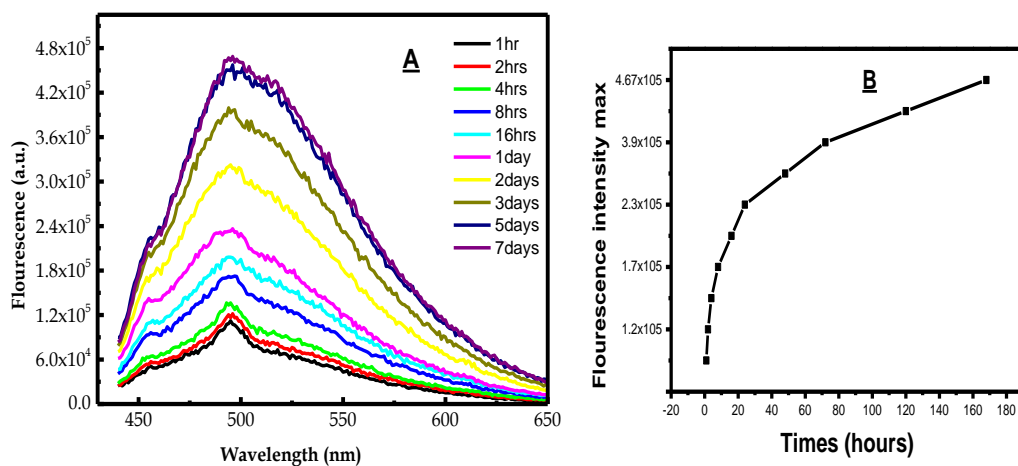 A
Flourescence (a.u.)
4.8x10⁵
4.2x10⁵
3.6x10⁵
3.0x10⁵
2.4x10⁵
1.8x10⁵
1.2x10⁵
6.0x10⁴
0.0
450 500 550 600 650
Wavelength (nm)
1hr
2hrs
4hrs
8hrs
16hrs
1day
2days
3days
5days
7days
B
Flourescence intensity max
4.67x105
3.9x105
2.3x105
1.7x105
1.2x105
-20 0 20 40 60 80 100 120 140 160 180
Times (hours)